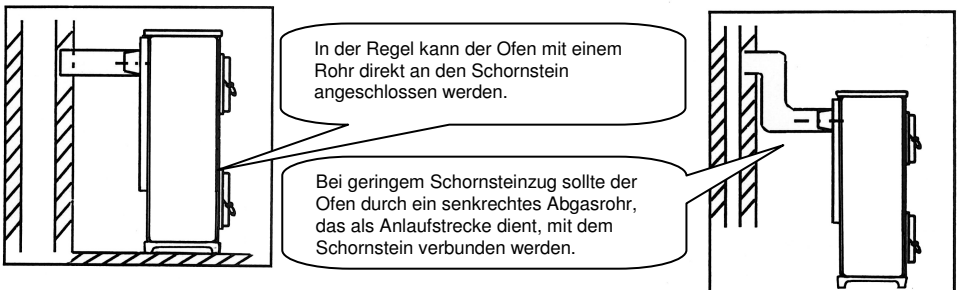 In der Regel kann der Ofen mit einem
Rohr direkt an den Schornstein
angeschlossen werden.
Bei geringem Schornsteinzug sollte der
Ofen durch ein senkrechtes Abgasrohr,
das als Anlaufstrecke dient, mit dem
Schornstein verbunden werden.